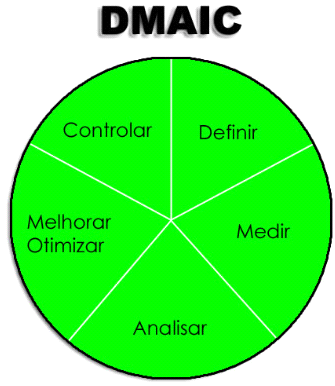 DMAIC
Controlar
Definir
Melhorar
Otimizar
Medir
Analisar